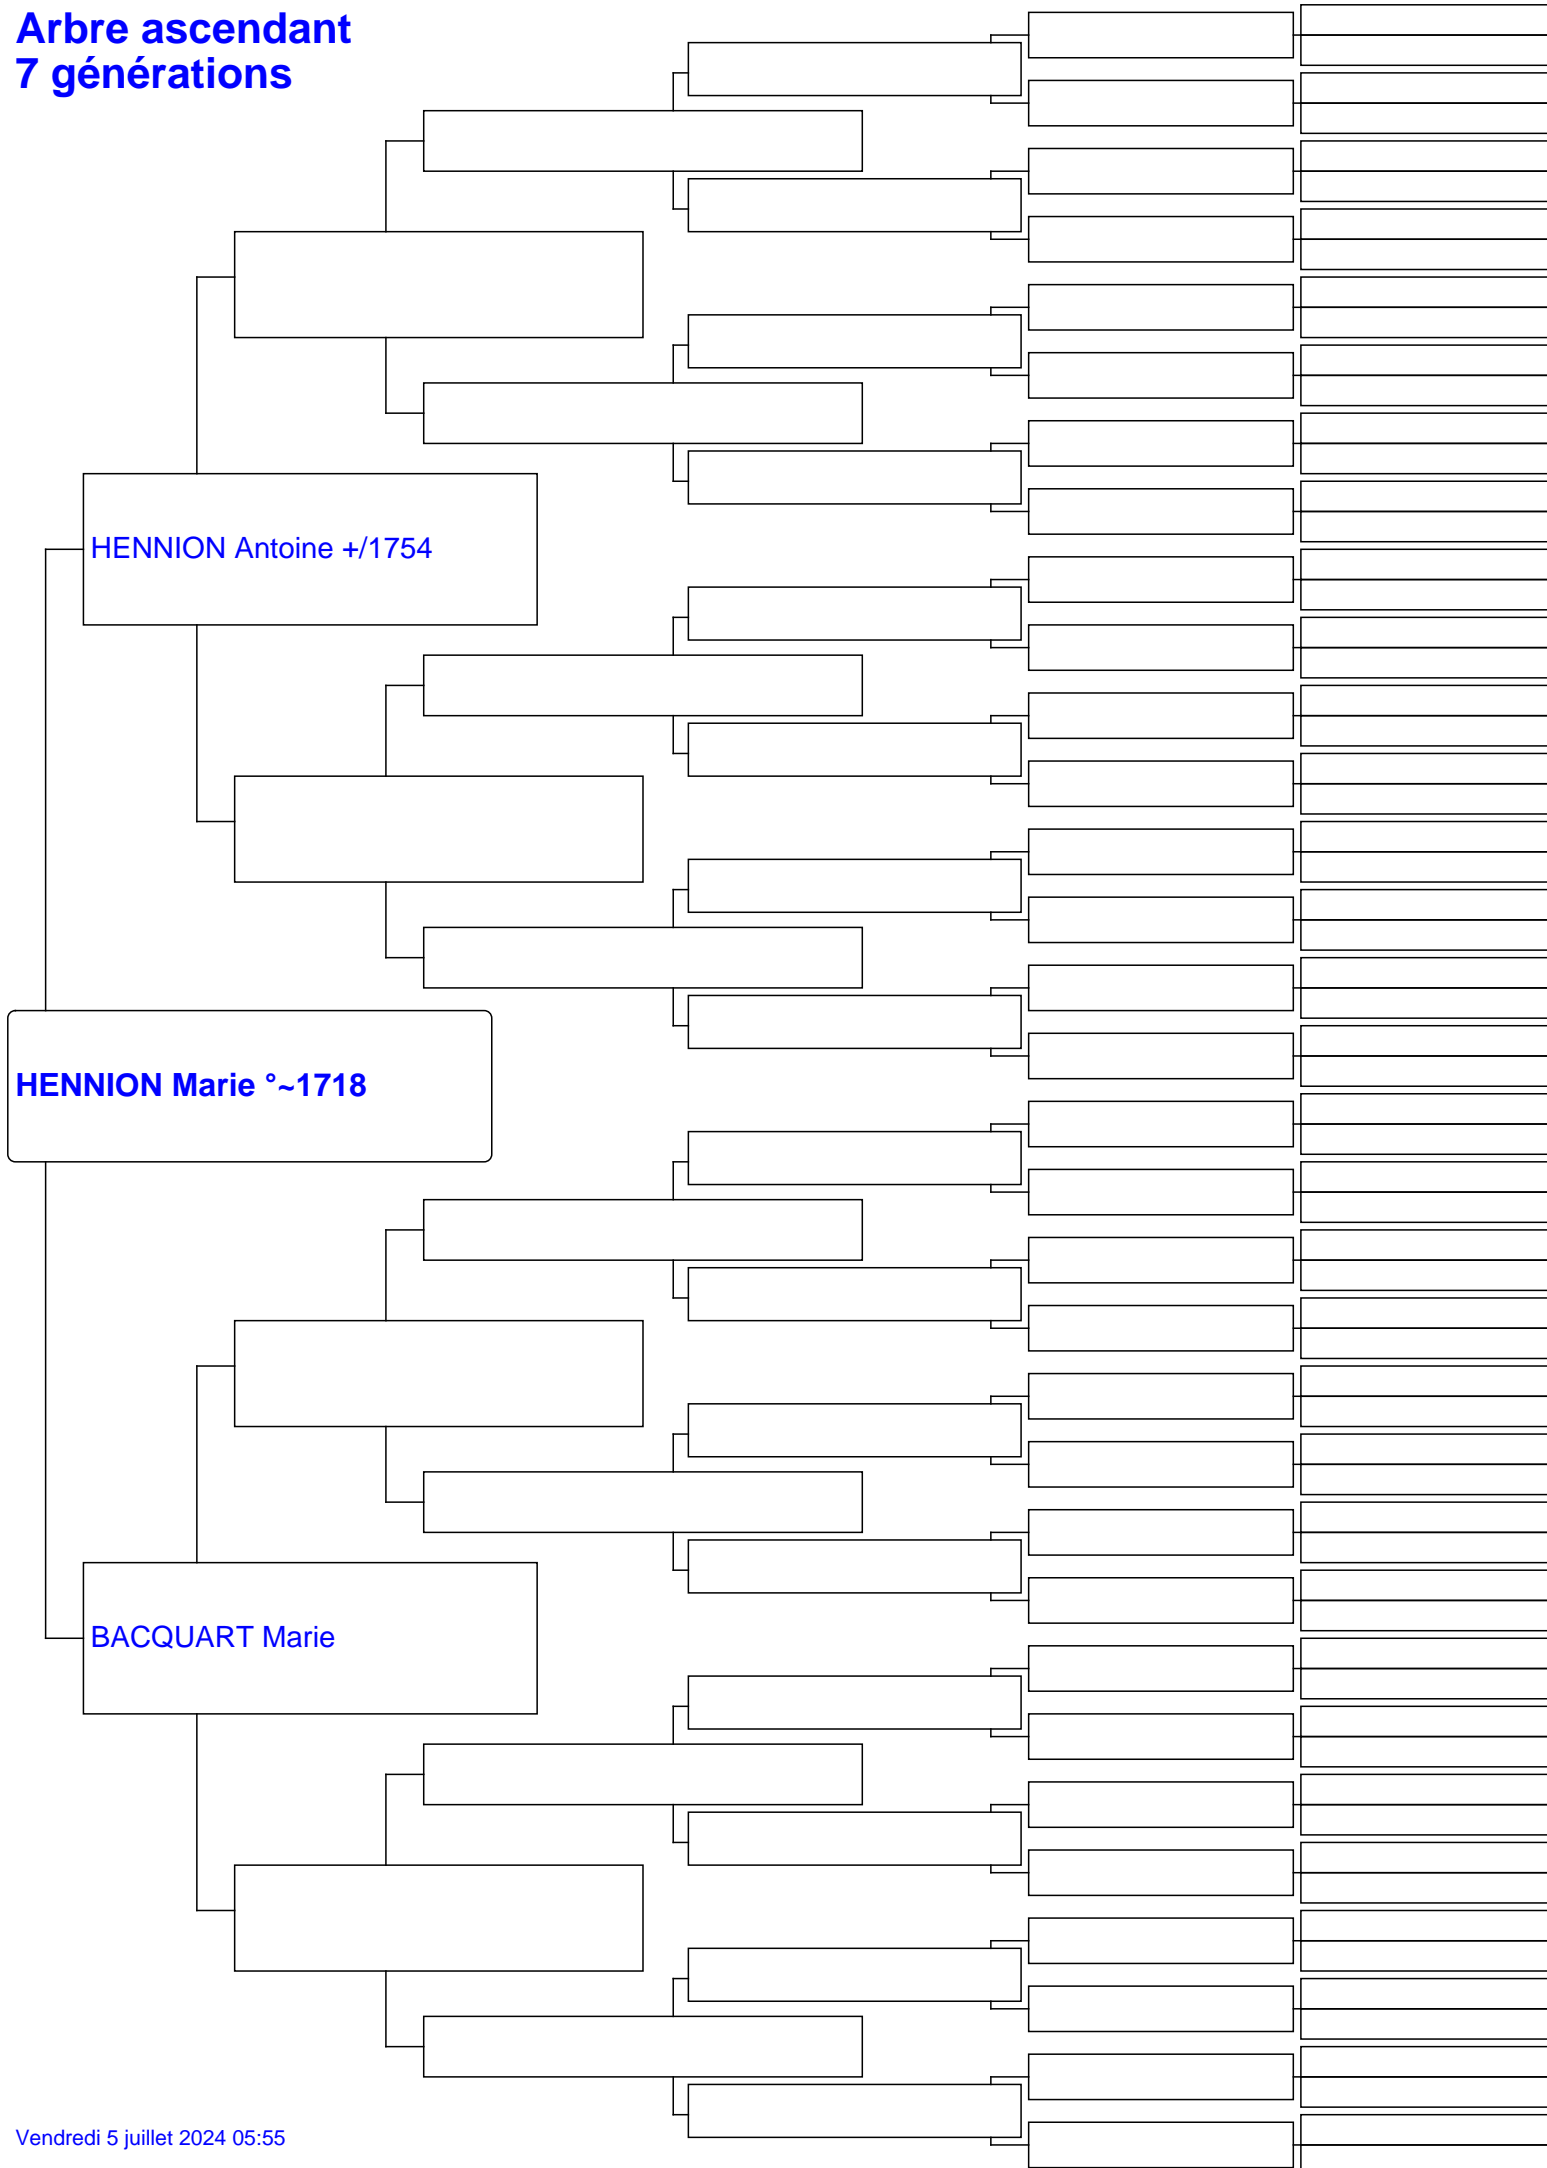 Arbre ascendant
7 générations
HENNION Antoine +/1754
HENNION Marie °~1718
BACQUART Marie
Vendredi 5 juillet 2024 05:55